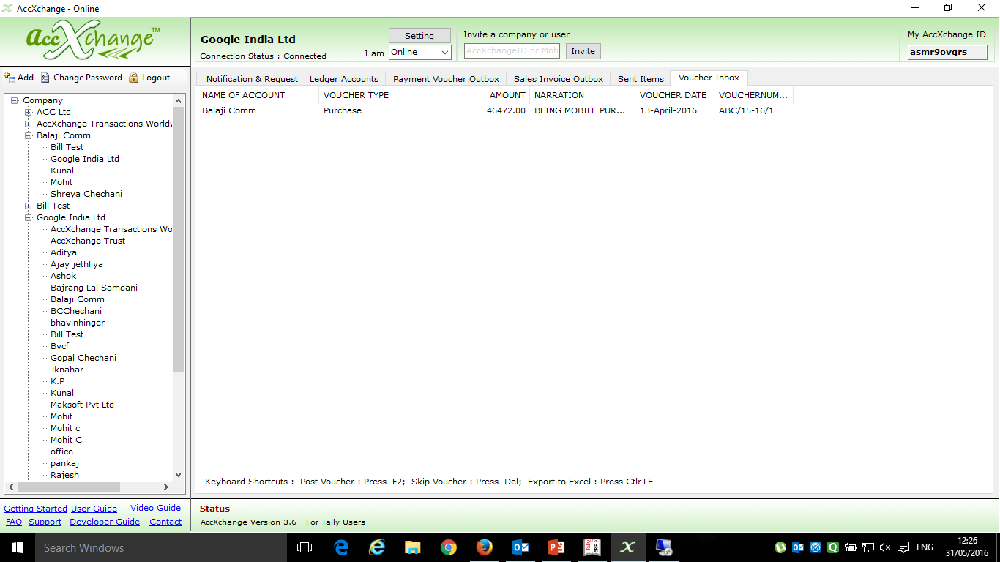 AccXchange - Online
AccXchange™
Add Change Password Logout
Company
ACC Ltd
AccXchange Transactions Worldw
Balaji Comm
Bill Test
Google India Ltd
Kunal
Mohit
Shreya Chechani
Bill Test
Google India Ltd
AccXchange Transactions Wo
AccXchange Trust
Aditya
Ajay jethliya
Ashok
Bajrang Lal Samdani
Balaji Comm
BCChechani
bhavinhinger
Bill Test
Bvcf
Gopal Chechani
Jknahar
K.P
Kunal
Maksoft Pvt Ltd
Mohit
Mohit c
Mohit C
office
pankaj
Rajesh
Getting Started User Guide Video Guide
FAQ Support Developer Guide Contact
Google India Ltd
Connection Status : Connected
Setting
I am Online
Invite a company or user
AccXchangeID or Mob Invite
My AccXchange ID
asmr9ovqrs
Notification & Request Ledger Accounts Payment Voucher Outbox Sales Invoice Outbox Sent Items Voucher Inbox
NAME OF ACCOUNT VOUCHER TYPE AMOUNT NARRATION VOUCHER DATE VOUCHERNUM...
Balaji Comm Purchase 46472.00 BEING MOBILE PUR... 13-April-2016 ABC/15-16/1
Keyboard Shortcuts : Post Voucher : Press F2; Skip Voucher : Press Del; Export to Excel : Press Ctlr+E
Status
AccXchange Version 3.6 - For Tally Users
Search Windows
ENG
12:26
31/05/2016